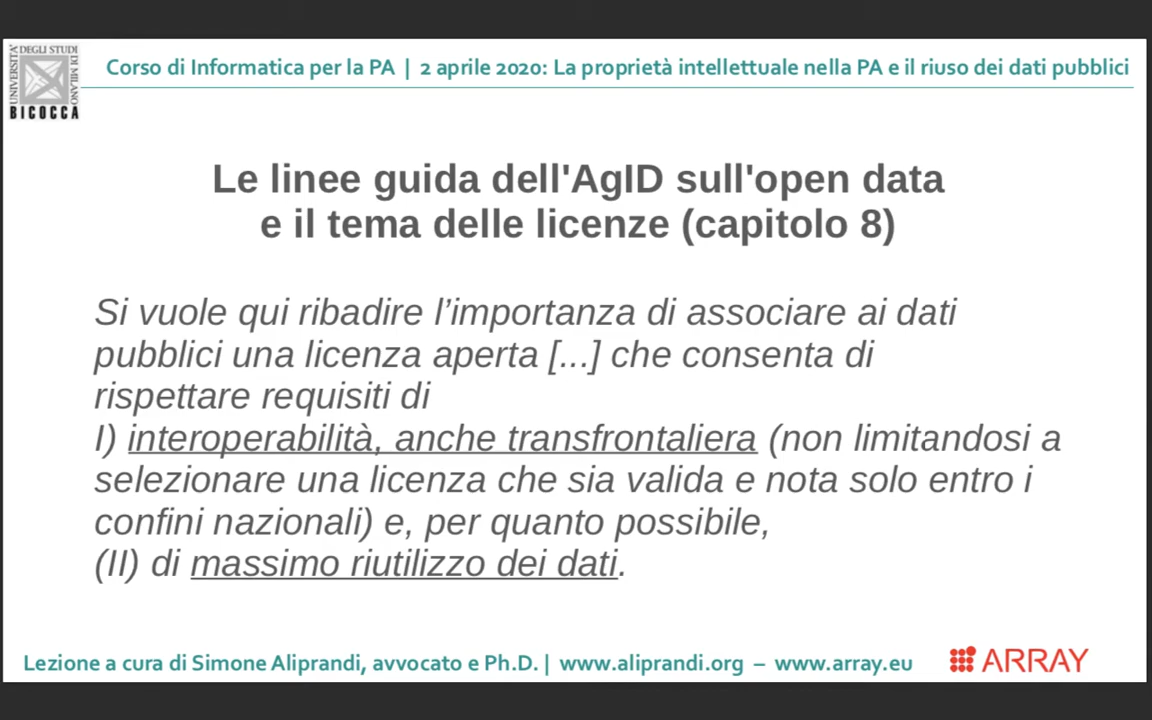 UNIVERSITÀ
DEGLI STUDI
DI MILANO
BICOCCA
Corso di Informatica per la PA | 2 aprile 2020: La proprietà intellettuale nella PA e il riuso dei dati pubblici
Le linee guida dell'AgID sull'open data
e il tema delle licenze (capitolo 8)
Si vuole qui ribadire l’importanza di associare ai dati
pubblici una licenza aperta [...] che consenta di
rispettare requisiti di
I) interoperabilità, anche transfrontaliera (non limitandosi a
selezionare una licenza che sia valida e nota solo entro i
confini nazionali) e, per quanto possibile,
(II) di massimo riutilizzo dei dati.
Lezione a cura di Simone Aliprandi, avvocato e Ph.D. | www.aliprandi.org – www.array.eu
ARRAY